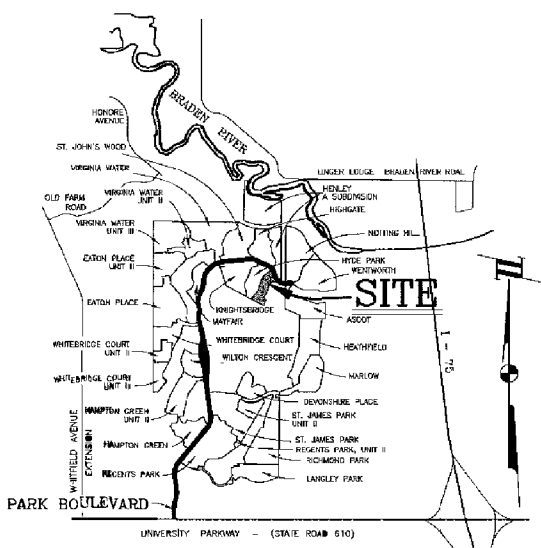 HONORE
AVENUE
BRADEN RIVER
ST. JOHN'S WOOD
VIRGINIA WATER
LINGER LODGE BRADEN RIVER ROAD
OLD FARM
ROAD
VIRGINIA WATER
UNIT II
HENLEY
A SUBDIVISION
HIGHGATE
VIRGINIA WATER
UNIT III
NOTTING HILL
EATON PLACE
UNIT II
HYDE PARK
WENTWORTH
SITE
EATON PLACE
KNIGHTSBRIDGE
MAYFAIR
ASCOT
WHITEBRIDGE COURT
UNIT II
WHITEBRIDGE COURT
WILTON CRESCENT
HEATHFIELD
I-75
WHITEBRIDGE COURT
UNIT III
MARLOW
HAMPTON GREEN
UNIT II
DEVONSHIRE PLACE
ST. JAMES PARK
UNIT II
HAMPTON GREEN
ST. JAMES PARK
REGENTS PARK, UNIT II
RICHMOND PARK
REGENTS PARK
LANGLEY PARK
WHITFIELD AVENUE
EXTENSION
PARK BOULEVARD
UNIVERSITY PARKWAY - (STATE ROAD 610)